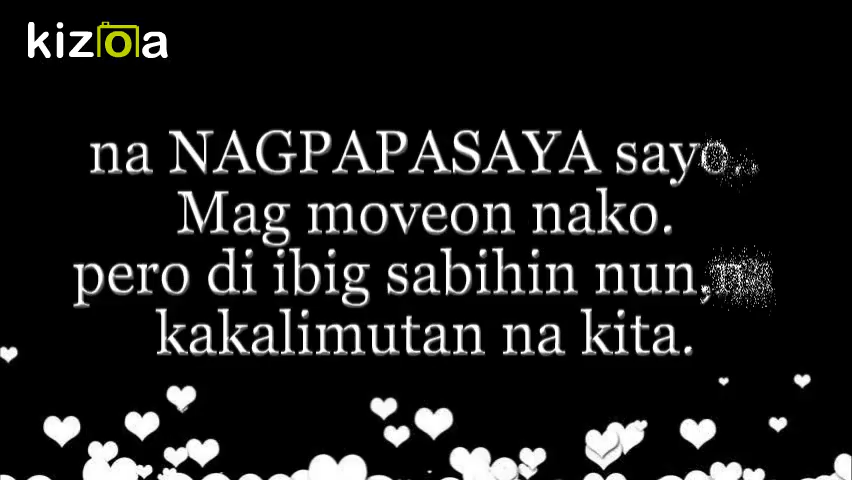 kizoa
na NAGPAPASAYA sayo.
Mag moveon nako.
pero di ibig sabihin nun,
kakalimutan na kita.